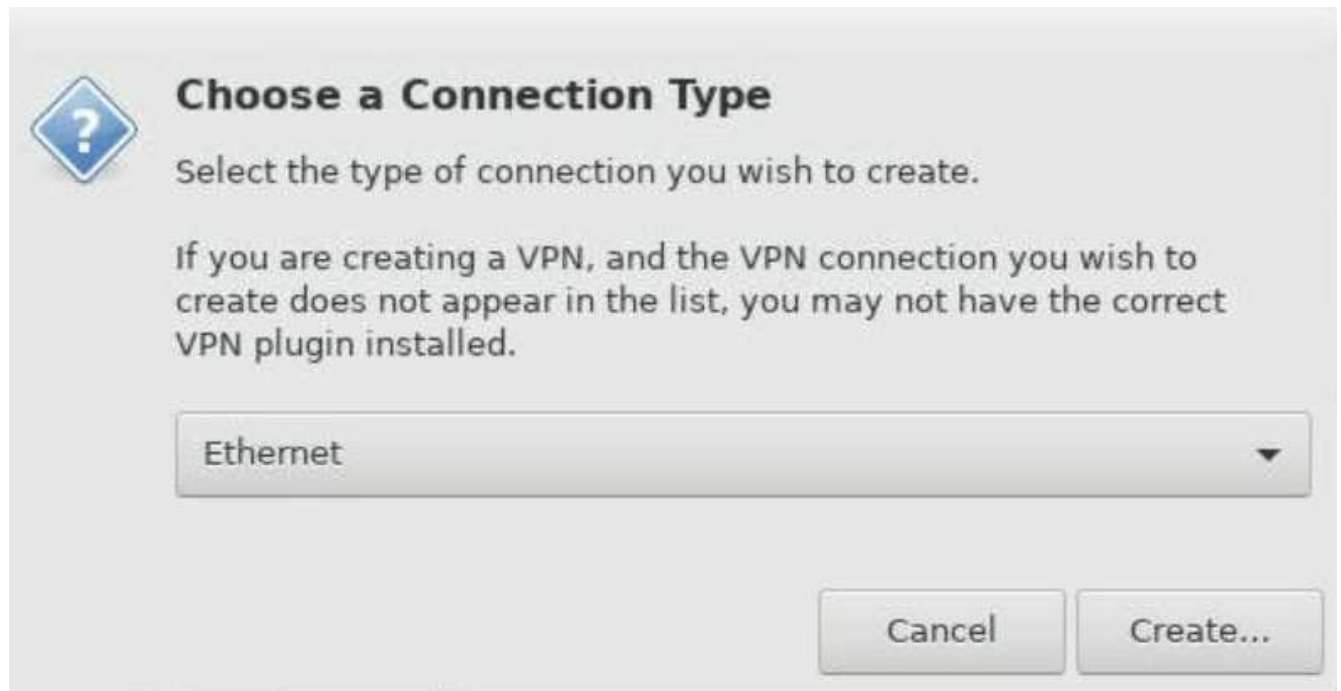 Choose a Connection Type
Select the type of connection you wish to create.
If you are creating a VPN, and the VPN connection you wish to
create does not appear in the list, you may not have the correct
VPN plugin installed.
Ethernet
Cancel
Create...